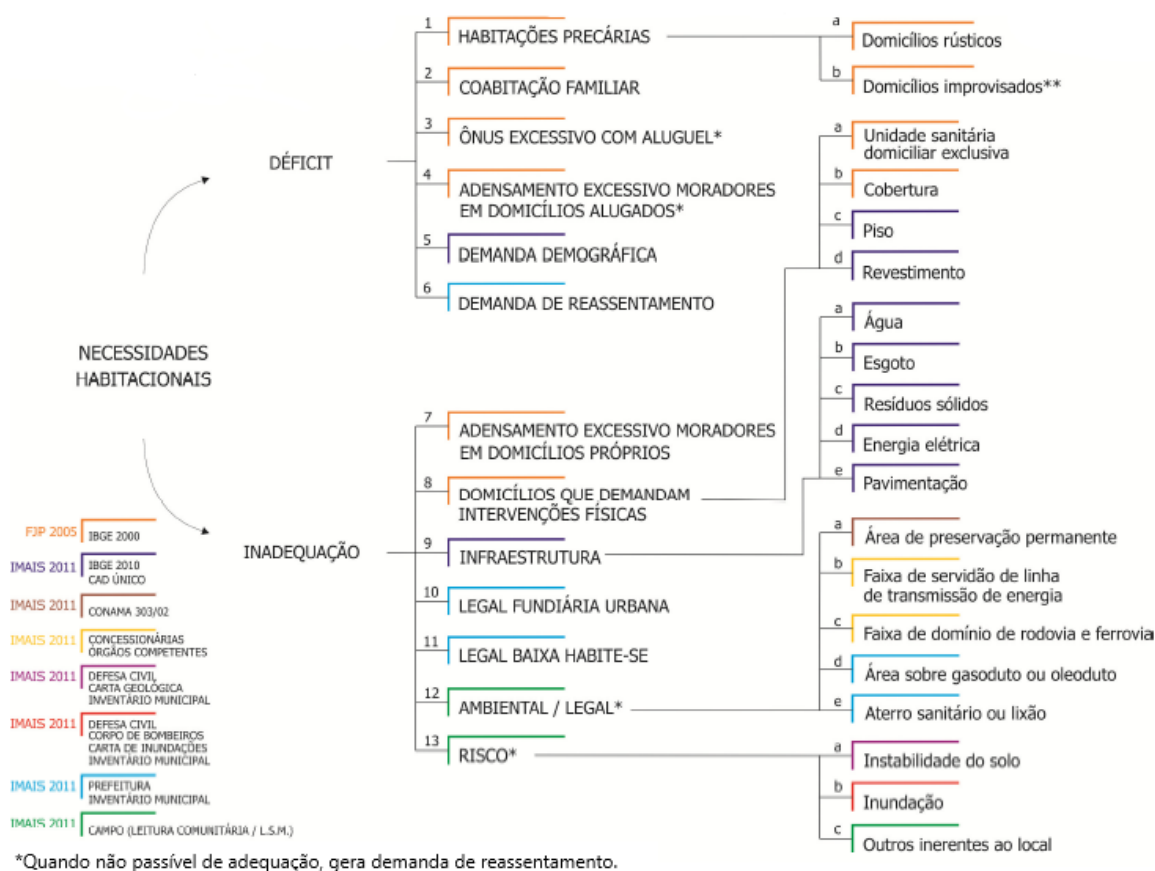 NECESSIDADES
HABITACIONAIS
DÉFICIT
1
HABITAÇÕES PRECÁRIAS
a
Domicílios rústicos
b
Domicílios improvisados**
2
COABITAÇÃO FAMILIAR
3
ÔNUS EXCESSIVO COM ALUGUEL*
4
ADENSAMENTO EXCESSIVO MORADORES
EM DOMICÍLIOS ALUGADOS*
5
DEMANDA DEMOGRÁFICA
6
DEMANDA DE REASSENTAMENTO
INADEQUAÇÃO
7
ADENSAMENTO EXCESSIVO MORADORES
EM DOMICÍLIOS PRÓPRIOS
8
DOMICÍLIOS QUE DEMANDAM
INTERVENÇÕES FÍSICAS
a
Unidade sanitária
domiciliar exclusiva
b
Cobertura
c
Piso
d
Revestimento
9
INFRAESTRUTURA
a
Água
b
Esgoto
c
Resíduos sólidos
d
Energia elétrica
e
Pavimentação
10
LEGAL FUNDIÁRIA URBANA
11
LEGAL BAIXA HABITE-SE
12
AMBIENTAL / LEGAL*
a
Área de preservação permanente
b
Faixa de servidão de linha
de transmissão de energia
c
Faixa de domínio de rodovia e ferrovia
d
Área sobre gasoduto ou oleoduto
e
Aterro sanitário ou lixão
13
RISCO*
a
Instabilidade do solo
b
Inundação
c
Outros inerentes ao local
FJP 2005
IBGE 2000
IMAIS 2011
IBGE 2010
CAD ÚNICO
IMAIS 2011
CONAMA 303/02
IMAIS 2011
CONCESSIONÁRIAS
ÓRGÃOS COMPETENTES
IMAIS 2011
DEFESA CIVIL
CARTA GEOLÓGICA
INVENTÁRIO MUNICIPAL
IMAIS 2011
DEFESA CIVIL
CORPO DE BOMBEIROS
CARTA DE INUNDAÇÕES
INVENTÁRIO MUNICIPAL
IMAIS 2011
PREFEITURA
INVENTÁRIO MUNICIPAL
IMAIS 2011
CAMPO (LEITURA COMUNITÁRIA / L.S.M.)
*Quando não passível de adequação, gera demanda de reassentamento.